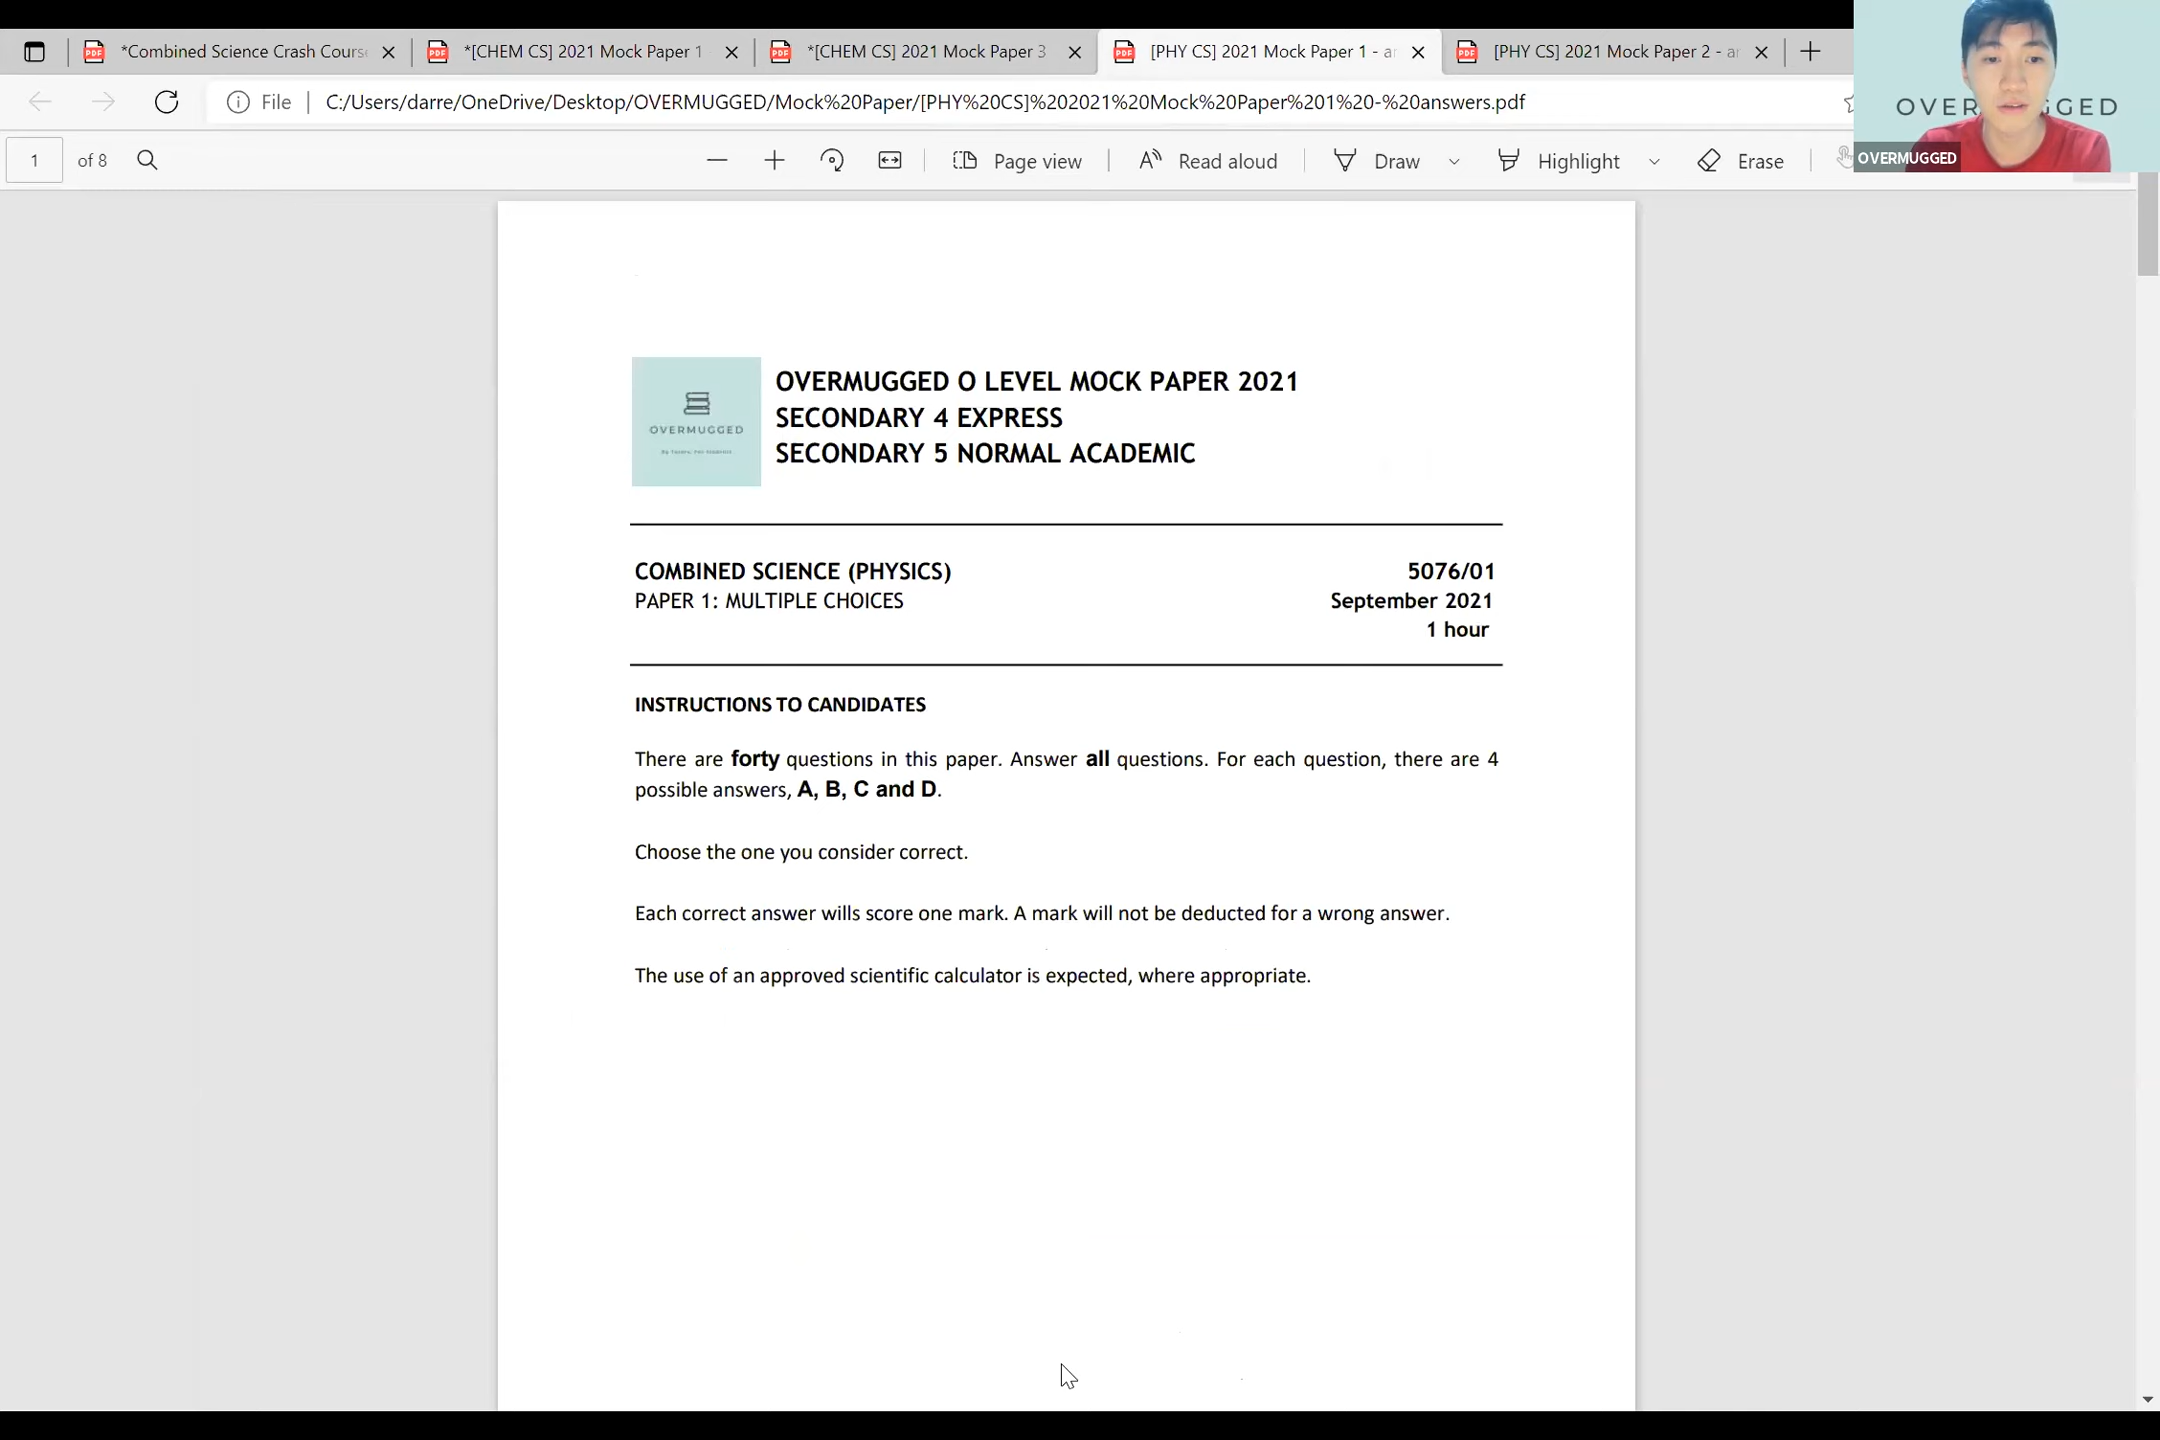 *Combined Science Crash Cours
*[CHEM CS] 2021 Mock Paper 1
*[CHEM CS] 2021 Mock Paper 3
[PHY CS] 2021 Mock Paper 1 - a
[PHY CS] 2021 Mock Paper 2 - a
File
C:/Users/darre/OneDrive/Desktop/OVERMUGGED/Mock%20Paper/[PHY%20CS]%202021%20Mock%20Paper%201%20-%20answers.pdf
1 of 8
Page view
Read aloud
Draw
Highlight
Erase
OVERMUGGED
OVERMUGGED
OVERMUGGED O LEVEL MOCK PAPER 2021
SECONDARY 4 EXPRESS
SECONDARY 5 NORMAL ACADEMIC
COMBINED SCIENCE (PHYSICS) 5076/01
PAPER 1: MULTIPLE CHOICES September 2021
1 hour
INSTRUCTIONS TO CANDIDATES
There are forty questions in this paper. Answer all questions. For each question, there are 4
possible answers, A, B, C and D.
Choose the one you consider correct.
Each correct answer wills score one mark. A mark will not be deducted for a wrong answer.
The use of an approved scientific calculator is expected, where appropriate.